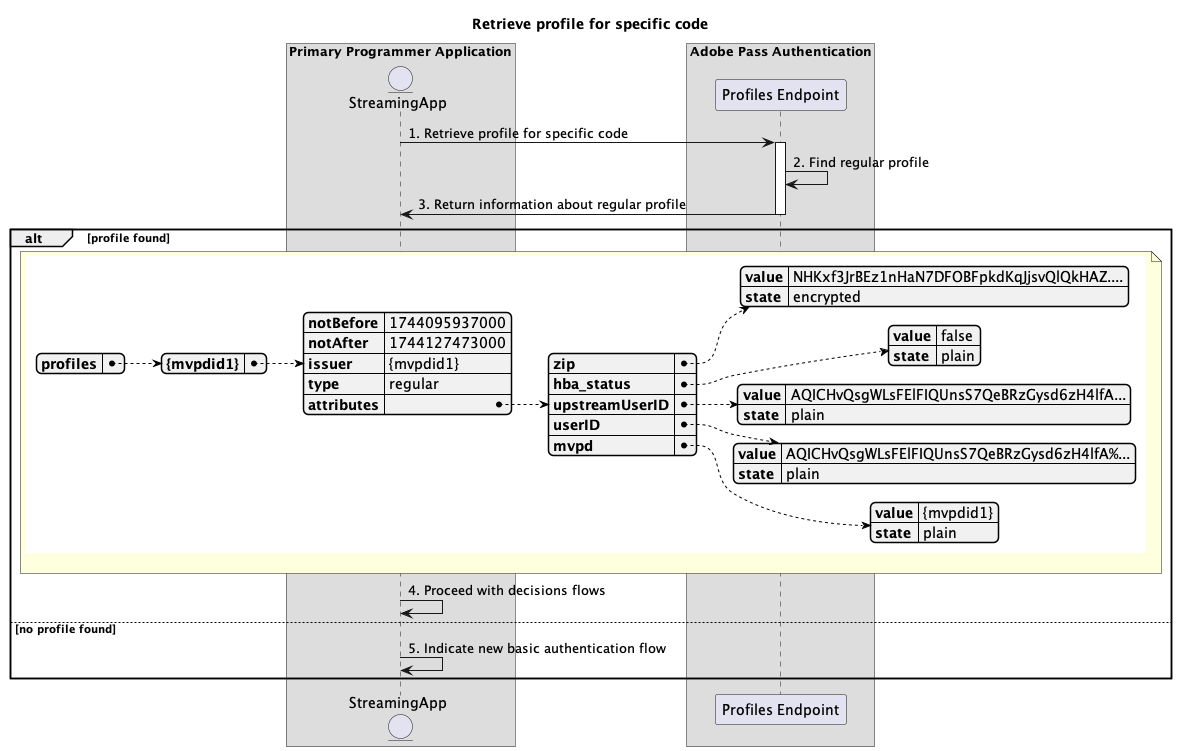 Retrieve profile for specific code
Primary Programmer Application
Adobe Pass Authentication
StreamingApp
Profiles Endpoint
1. Retrieve profile for specific code
2. Find regular profile
3. Return information about regular profile
alt [profile found]
profiles
{mvpdid1}
notBefore 1744095937000
notAfter 1744127473000
issuer {mvpdid1}
type regular
attributes
zip
hba_status
upstreamUserID
userID
mvpd
value NHKxf3JrBEz1nHaN7DFOBFpkdKqJjsvQlQkHAZ....
state encrypted
value false
state plain
value AQICHvQsgWLsFElFIQUnsS7QeBRzGysd6zH4lfA...
state plain
value AQICHvQsgWLsFElFIQUnsS7QeBRzGysd6zH4lfA%...
state plain
value {mvpdid1}
state plain
4. Proceed with decisions flows
[no profile found]
5. Indicate new basic authentication flow
StreamingApp
Profiles Endpoint